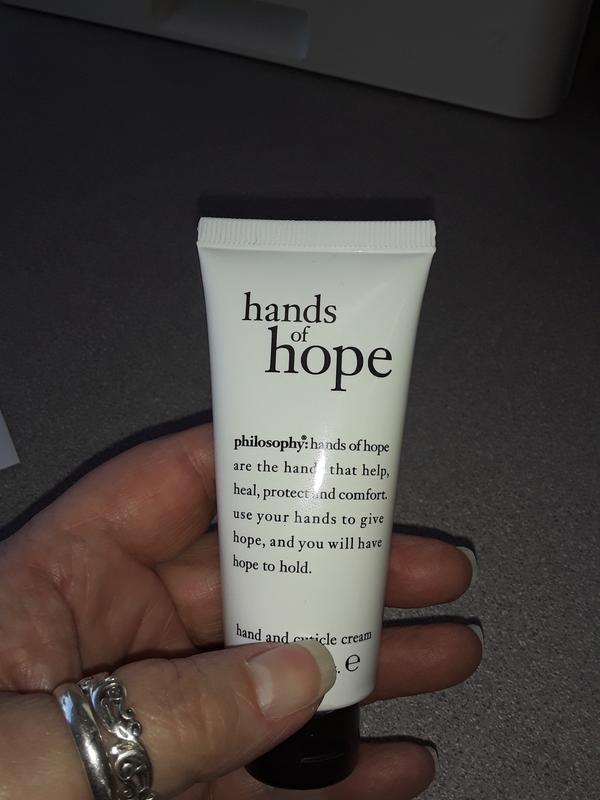 hands
of
hope
philosophy®: hands of hope
are the hands that help,
heal, protect and comfort.
use your hands to give
hope, and you will have
hope to hold.
hand and cuticle cream
e